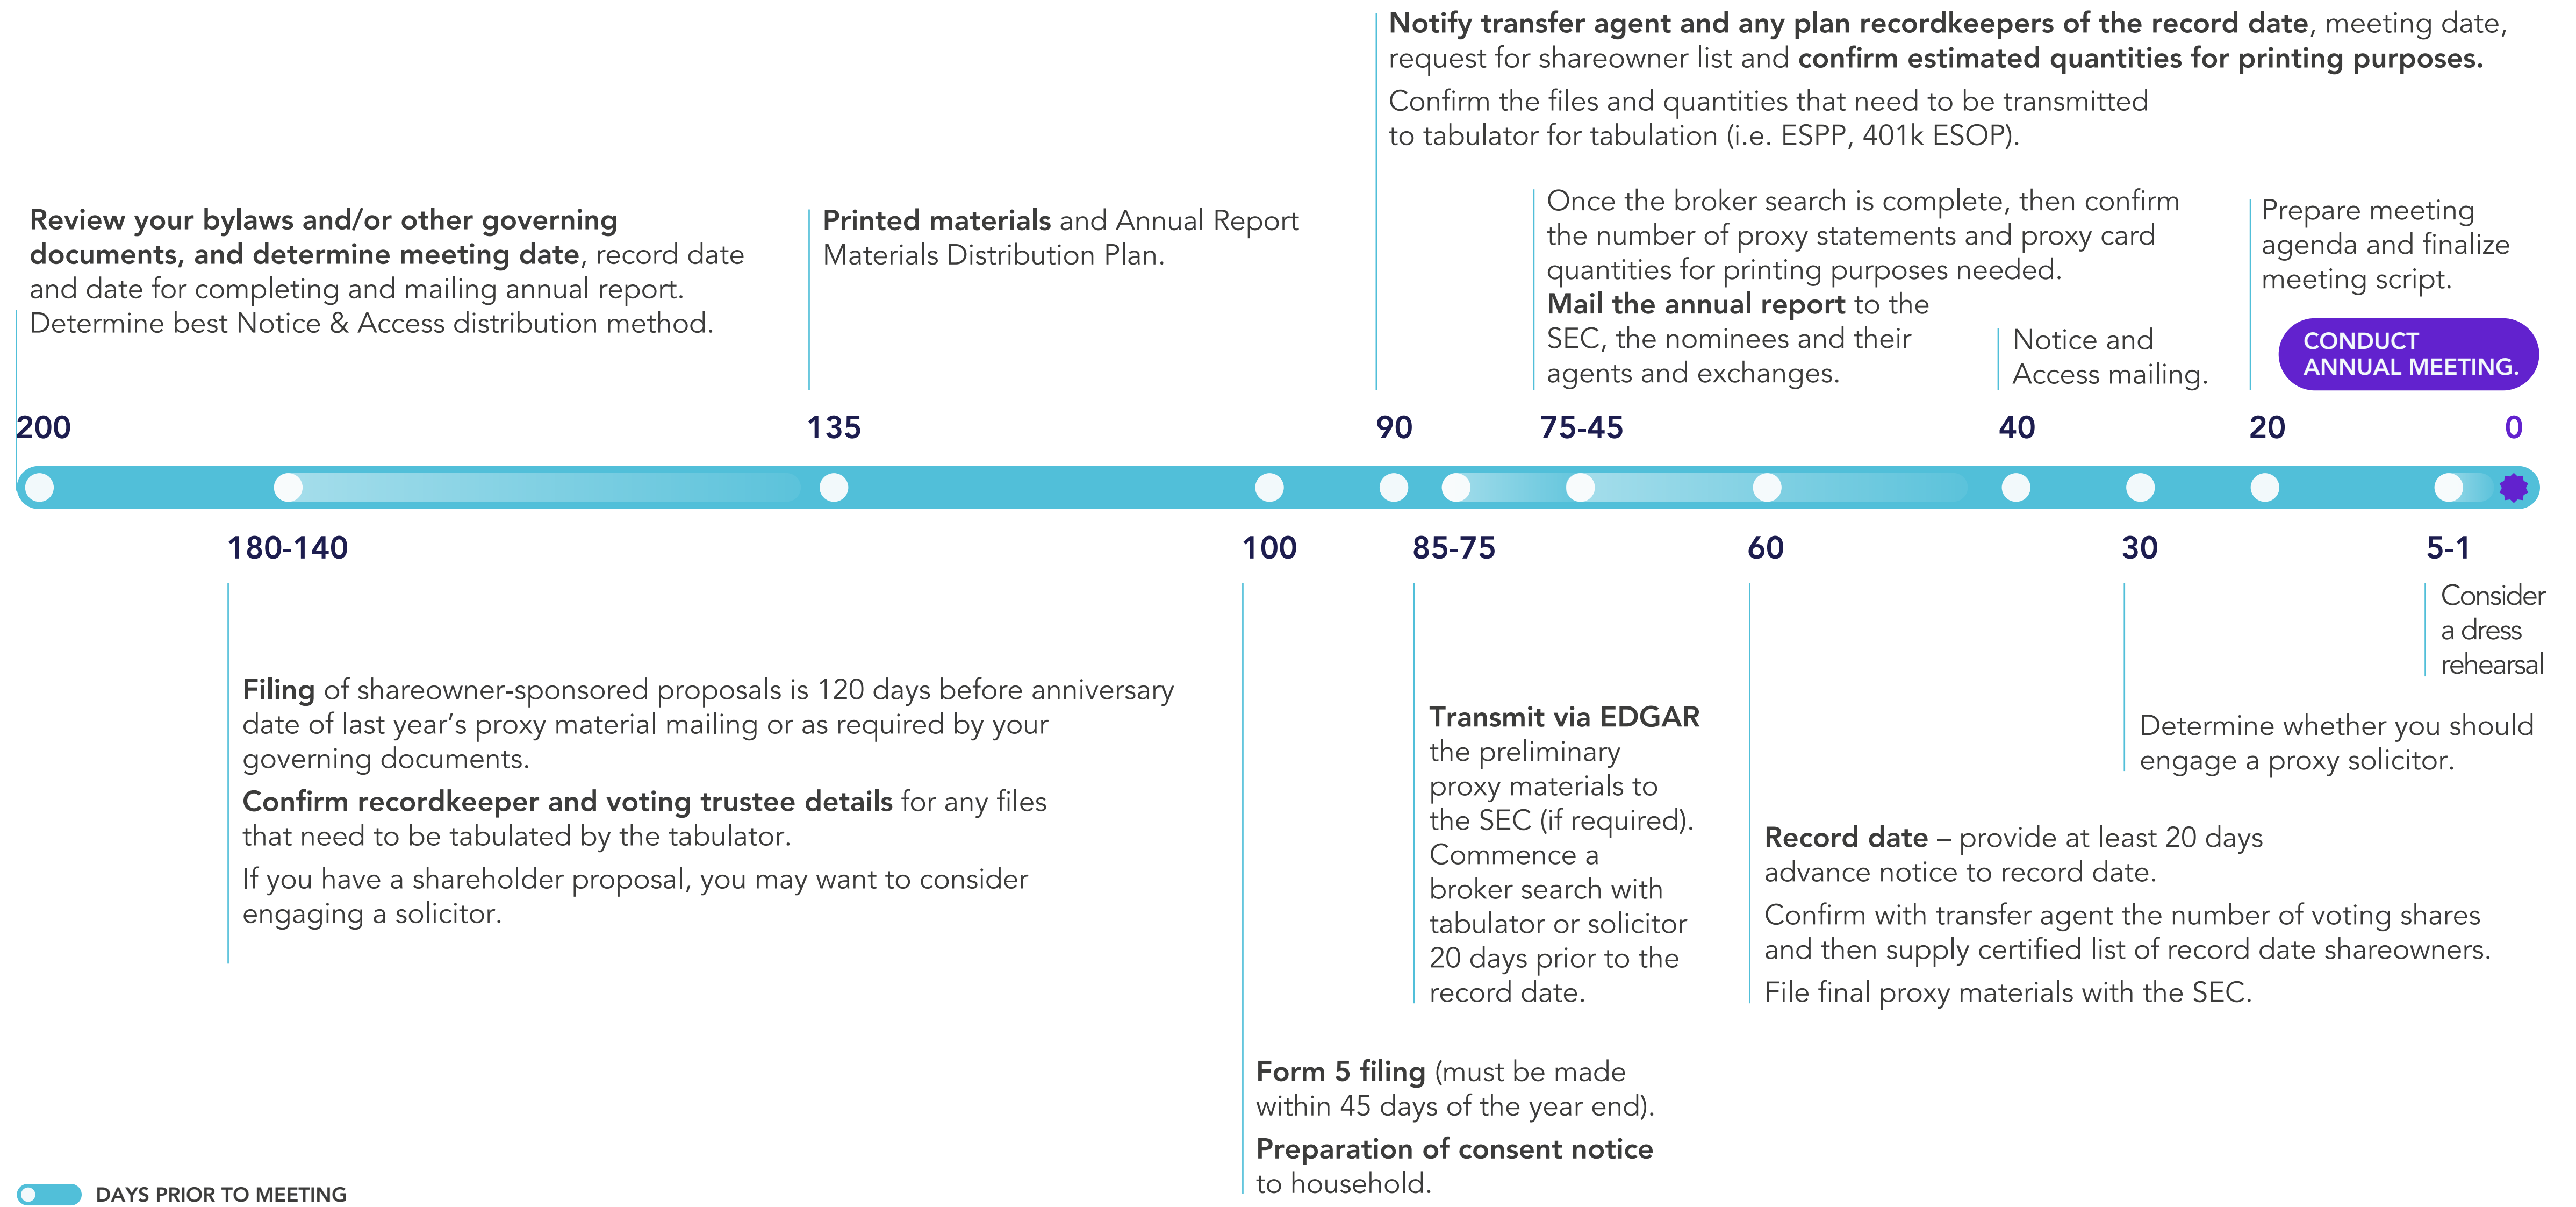 Notify transfer agent and any plan recordkeepers of the record date, meeting date,
request for shareowner list and confirm estimated quantities for printing purposes.
Confirm the files and quantities that need to be transmitted
to tabulator for tabulation (i.e. ESPP, 401k ESOP).
Review your bylaws and/or other governing
documents, and determine meeting date, record date
and date for completing and mailing annual report.
Determine best Notice & Access distribution method.
Printed materials and Annual Report
Materials Distribution Plan.
Once the broker search is complete, then confirm
the number of proxy statements and proxy card
quantities for printing purposes needed.
Mail the annual report to the
SEC, the nominees and their
agents and exchanges.
Notice and
Access mailing.
Prepare meeting
agenda and finalize
meeting script.
CONDUCT
ANNUAL MEETING.
200
135
90
75-45
40
20
0
180-140
100
85-75
60
30
5-1
Filing of shareowner-sponsored proposals is 120 days before anniversary
date of last year’s proxy material mailing or as required by your
governing documents.
Confirm recordkeeper and voting trustee details for any files
that need to be tabulated by the tabulator.
If you have a shareholder proposal, you may want to consider
engaging a solicitor.
Form 5 filing (must be made
within 45 days of the year end).
Preparation of consent notice
to household.
Transmit via EDGAR
the preliminary
proxy materials to
the SEC (if required).
Commence a
broker search with
tabulator or solicitor
20 days prior to the
record date.
Record date – provide at least 20 days
advance notice to record date.
Confirm with transfer agent the number of voting shares
and then supply certified list of record date shareowners.
File final proxy materials with the SEC.
Determine whether you should
engage a proxy solicitor.
Consider
a dress
rehearsal
DAYS PRIOR TO MEETING